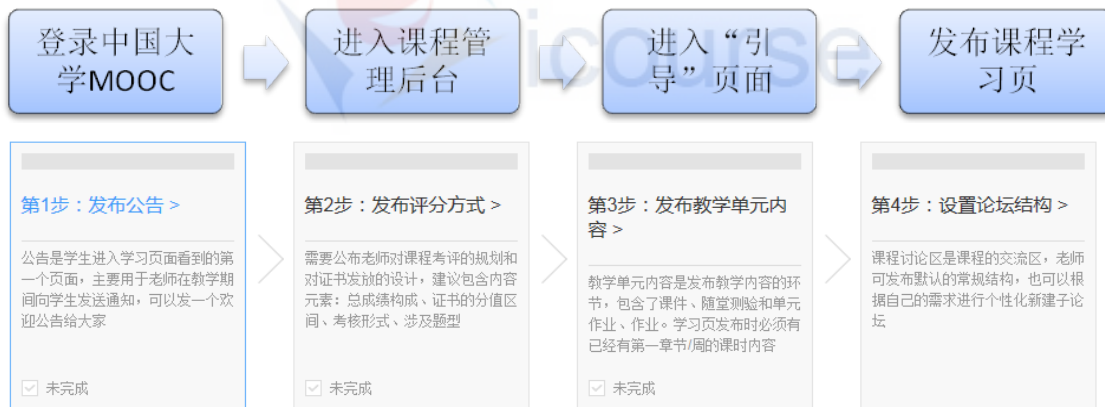 登录中国大
学MOOC
进入课程管
理后台
进入“引
导”页面
发布课程学
习页
icourse
第1步：发布公告 >
公告是学生进入学习页面看到的第
一个页面，主要用于老师在教学期
间向学生发送通知，可以发一个欢
迎公告给大家
未完成
第2步：发布评分方式 >
需要公布老师对课程考评的规划和
对证书发放的设计，建议包含内容
元素：总成绩构成、证书的分值区
间、考核形式、涉及题型
未完成
第3步：发布教学单元内
容 >
教学单元内容是发布教学内容的环
节，包含了课件、随堂测验和单元
作业、作业。学习页发布时必须有
已经有第一章节/周的课时内容
未完成
第4步：设置论坛结构 >
课程讨论区是课程的交流区，老师
可发布默认的常规结构，也可以根
据自己的需求进行个性化新建子论
坛